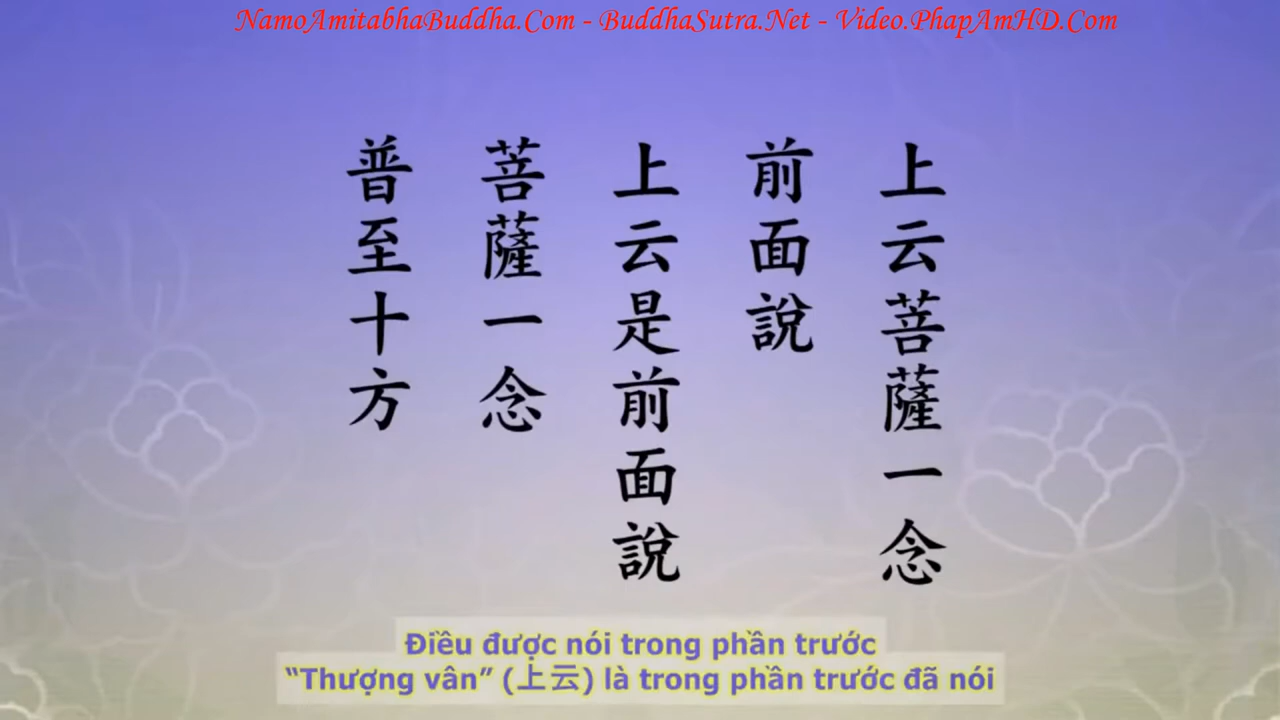 NamoAmitabhaBuddha.Com - BuddhaSutra.Net - Video.PhapAmHD.Com
上云菩薩一念
前面說
上云是前面說
菩薩一念
普至十方
Điều được nói trong phần trước
“Thượng vân” (上云) là trong phần trước đã nói